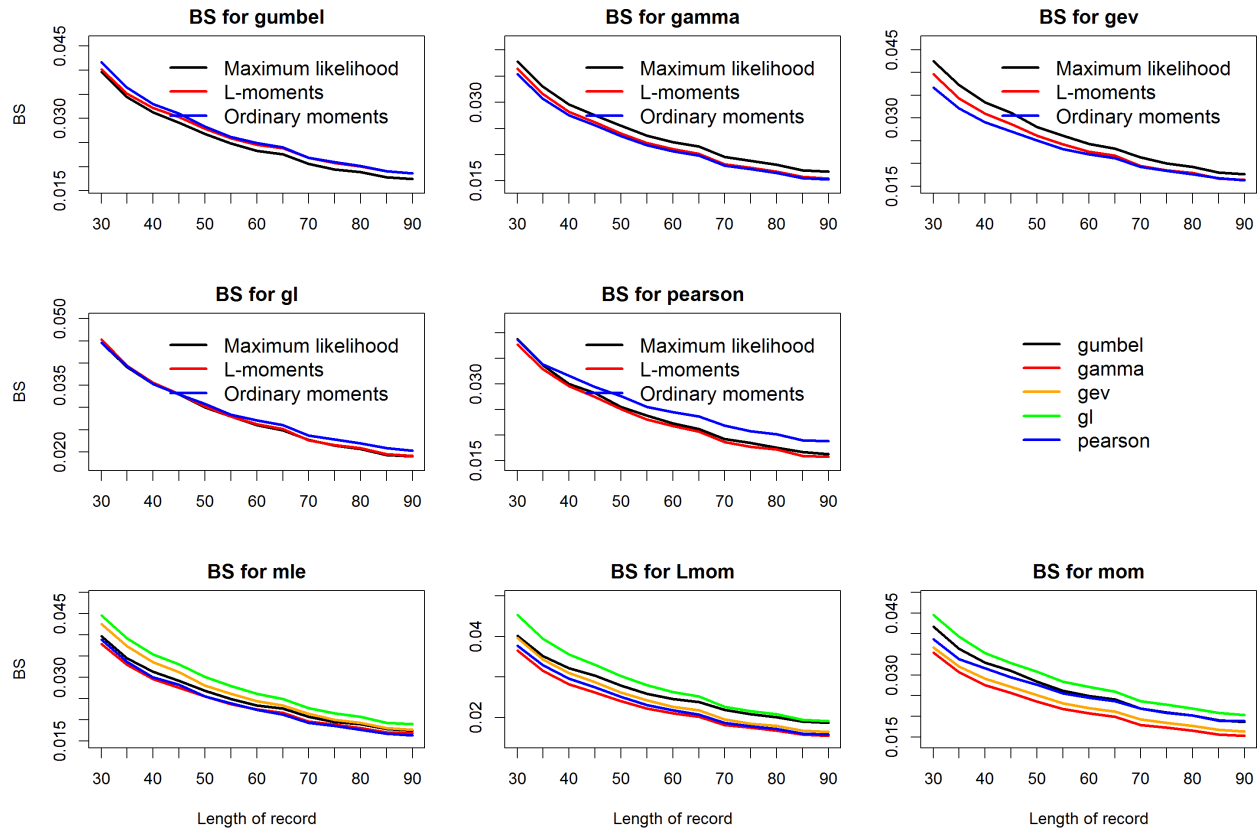 BS for gumbel
BS for gamma
BS for gev
BS
0.015 0.030 0.045
Maximum likelihood
L-moments
Ordinary moments
30 40 50 60 70 80 90
0.015 0.030
Maximum likelihood
L-moments
Ordinary moments
30 40 50 60 70 80 90
0.015 0.030 0.045
Maximum likelihood
L-moments
Ordinary moments
30 40 50 60 70 80 90
BS for gl
BS for pearson
BS
0.020 0.035 0.050
Maximum likelihood
L-moments
Ordinary moments
30 40 50 60 70 80 90
0.015 0.030
Maximum likelihood
L-moments
Ordinary moments
30 40 50 60 70 80 90
gumbel
gamma
gev
gl
pearson
BS for mle
BS for Lmom
BS for mom
BS
0.015 0.030 0.045
30 40 50 60 70 80 90
Length of record
0.02 0.04
30 40 50 60 70 80 90
Length of record
0.015 0.030 0.045
30 40 50 60 70 80 90
Length of record